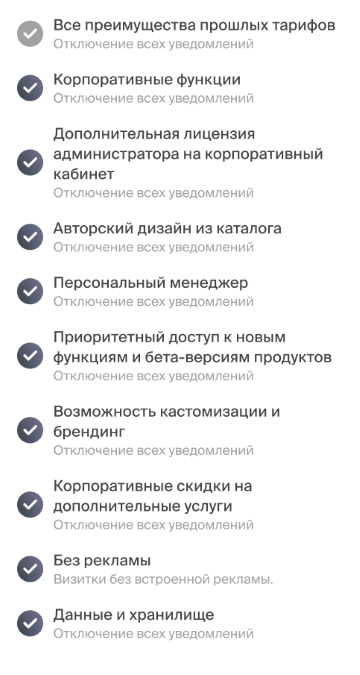 Все преимущества прошлых тарифов
Отключение всех уведомлений
Корпоративные функции
Отключение всех уведомлений
Дополнительная лицензия
администратора на корпоративный
кабинет
Отключение всех уведомлений
Авторский дизайн из каталога
Отключение всех уведомлений
Персональный менеджер
Отключение всех уведомлений
Приоритетный доступ к новым
функциям и бета-версиям продуктов
Отключение всех уведомлений
Возможность кастомизации и
брендинг
Отключение всех уведомлений
Корпоративные скидки на
дополнительные услуги
Отключение всех уведомлений
Без рекламы
Визитки без встроенной рекламы.
Данные и хранилище
Отключение всех уведомлений